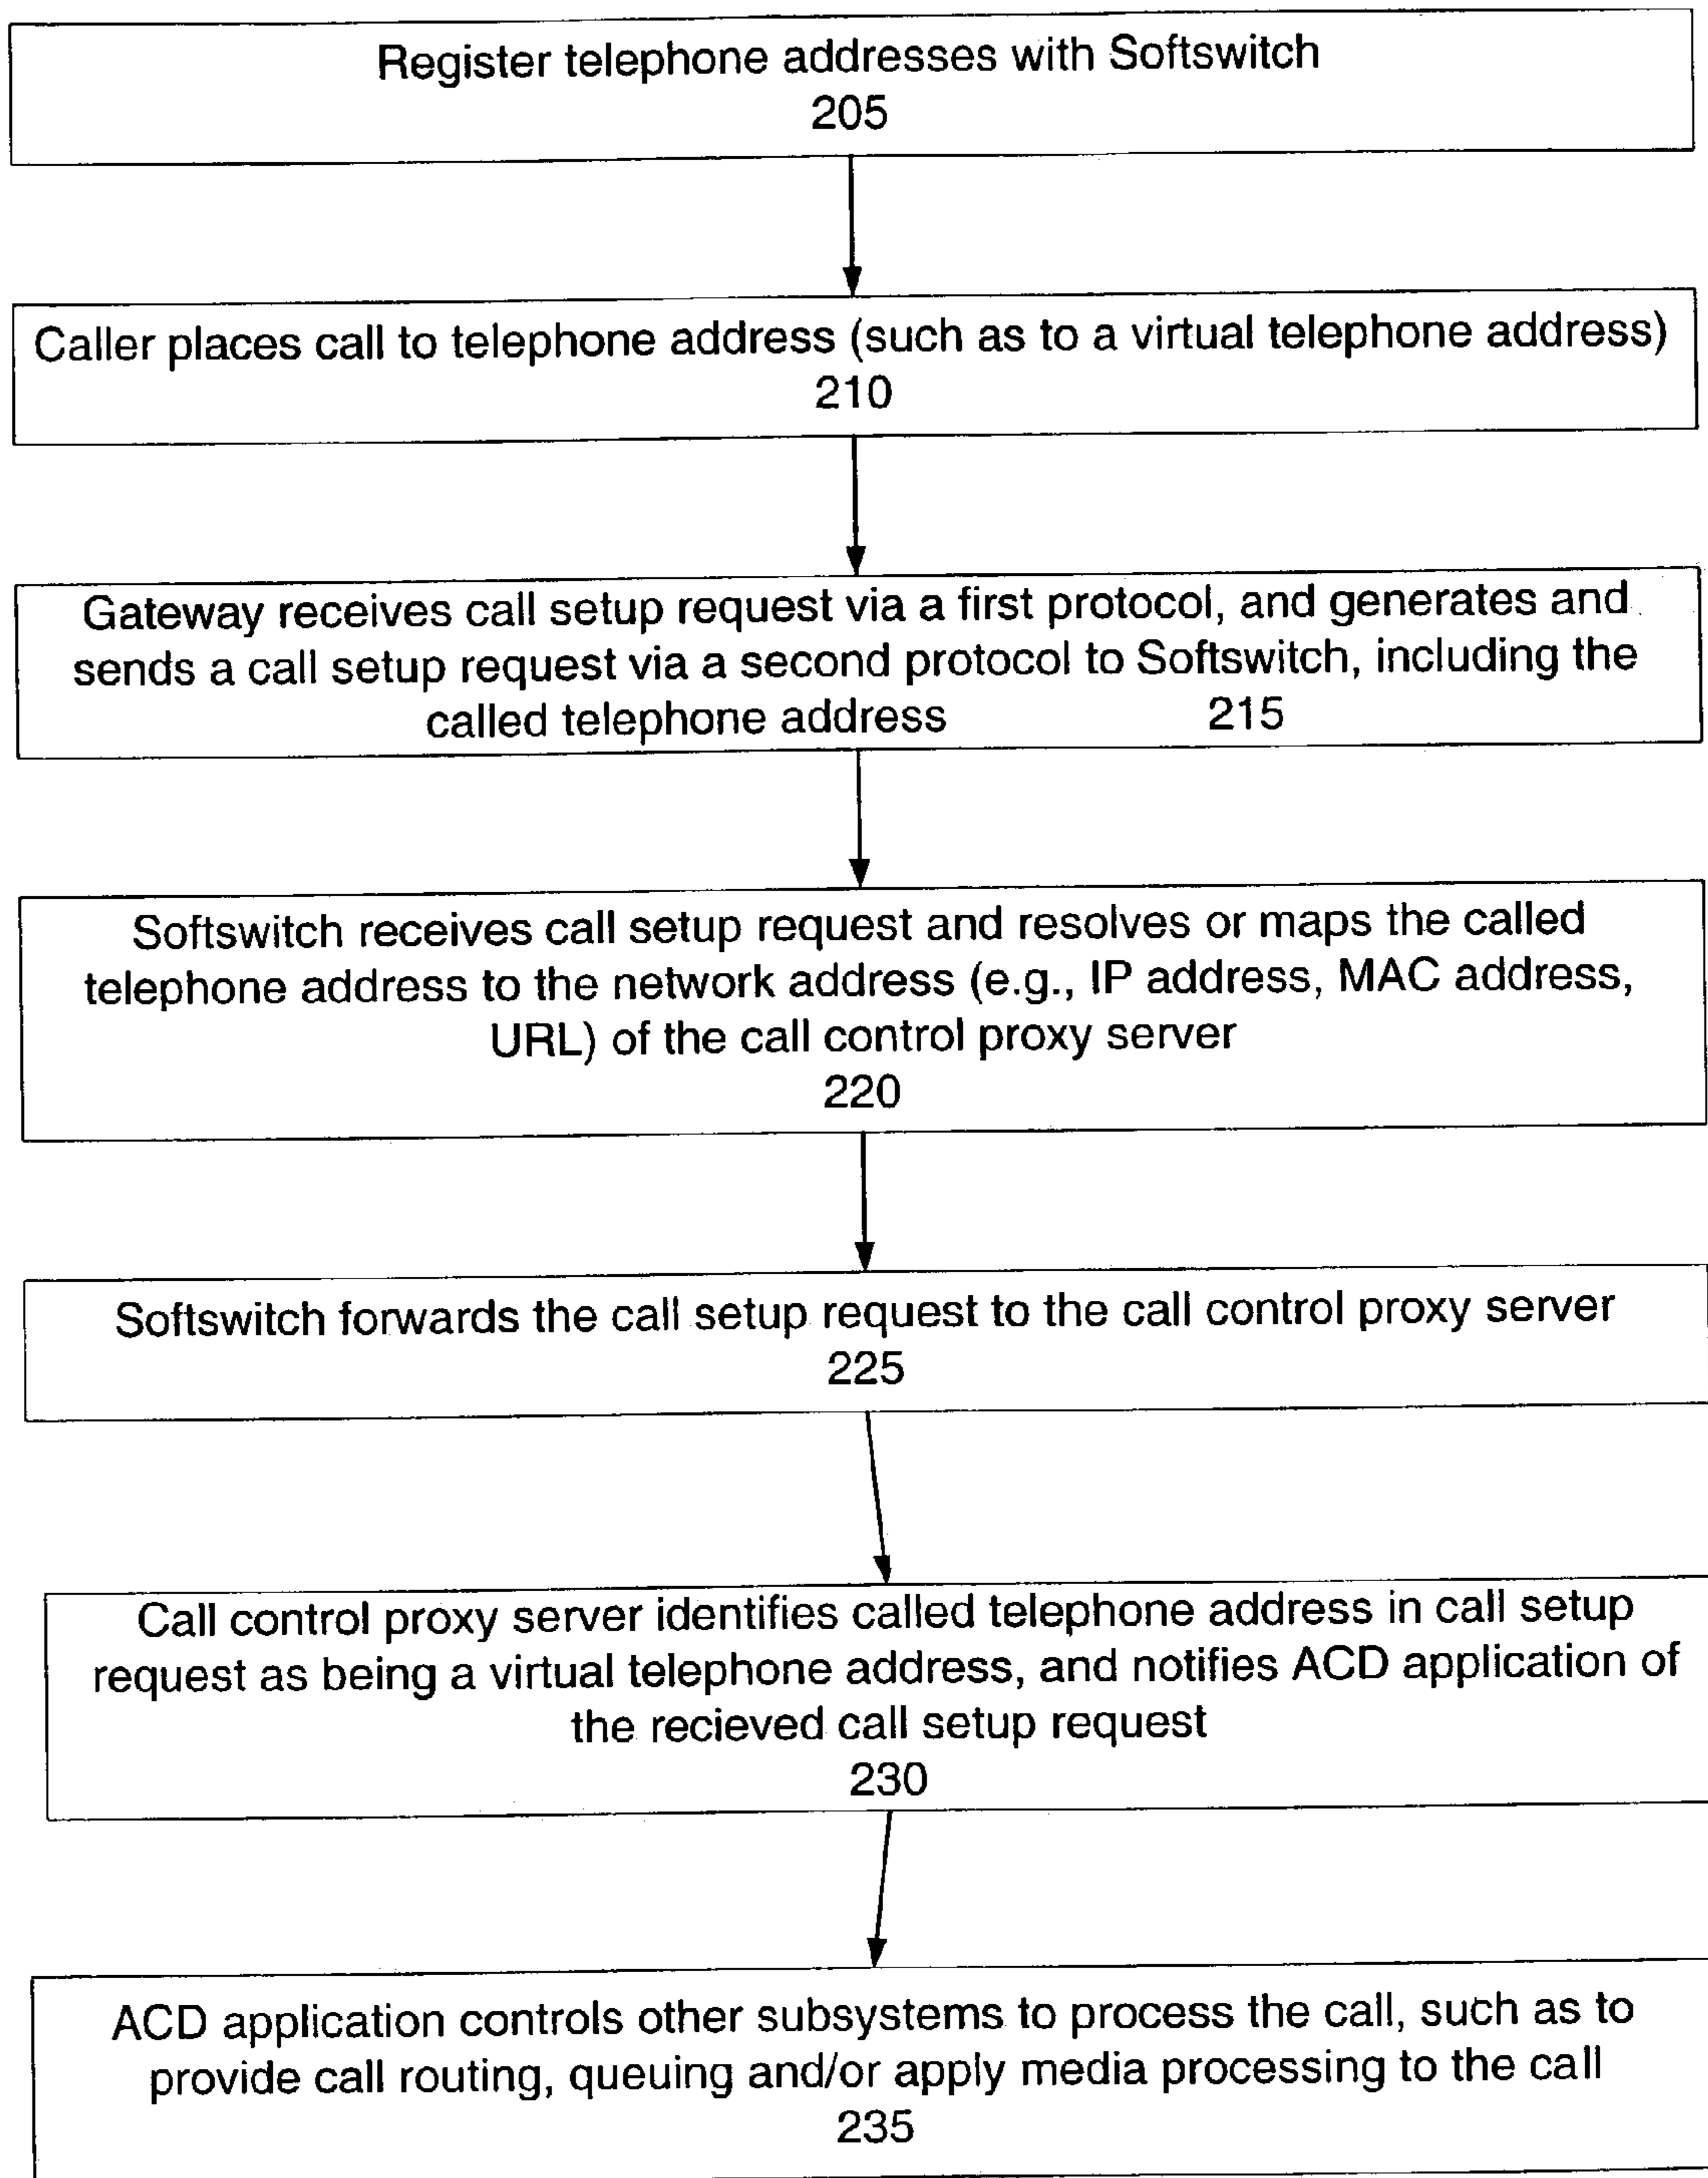 Register telephone addresses with Softswitch
205
Caller places call to telephone address (such as to a virtual telephone address)
210
Gateway receives call setup request via a first protocol, and generates and
sends a call setup request via a second protocol to Softswitch, including the
called telephone address 215
Softswitch receives call setup request and resolves or maps the called
telephone address to the network address (e.g., IP address, MAC address,
URL) of the call control proxy server
220
Softswitch forwards the call setup request to the call control proxy server
225
Call control proxy server identifies called telephone address in call setup
request as being a virtual telephone address, and notifies ACD application of
the recieved call setup request
230
ACD application controls other subsystems to process the call, such as to
provide call routing, queuing and/or apply media processing to the call
235